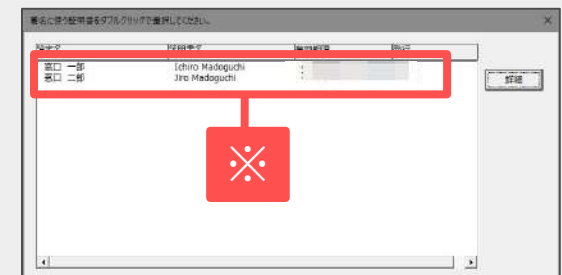 署名に使う証明書をダブルクリックで選択してください。
窓口 一郎 Ichiro Madoguchi
窓口 二郎 Jiro Madoguchi
詳細
※